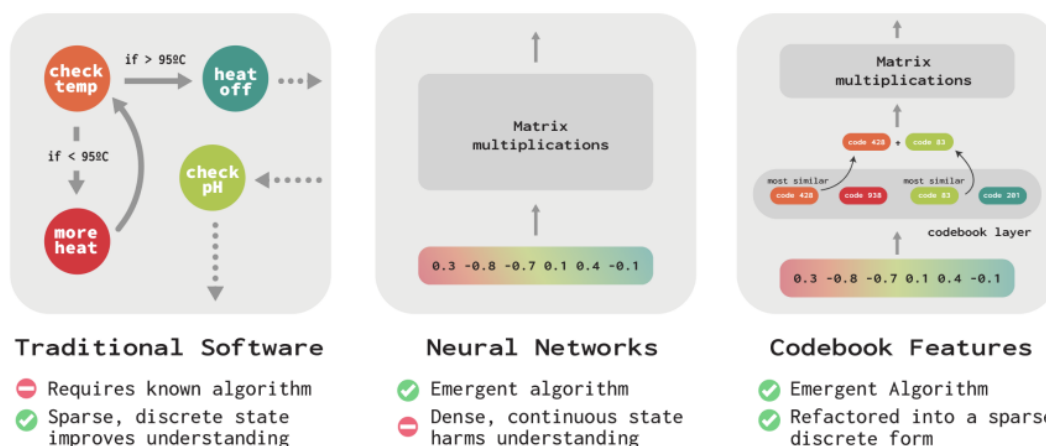 check
temp
if > 95ºC
heat
off
if < 95ºC
check
pH
more
heat
Traditional Software
Requires known algorithm
Sparse, discrete state
improves understanding
Matrix
multiplications
0.3 -0.8 -0.7 0.1 0.4 -0.1
Neural Networks
Emergent algorithm
Dense, continuous state
harms understanding
Matrix
multiplications
code 428 + code 83
most similar most similar
code 428 code 938 code 83 code 201
codebook layer
0.3 -0.8 -0.7 0.1 0.4 -0.1
Codebook Features
Emergent Algorithm
Refactored into a sparse
discrete form